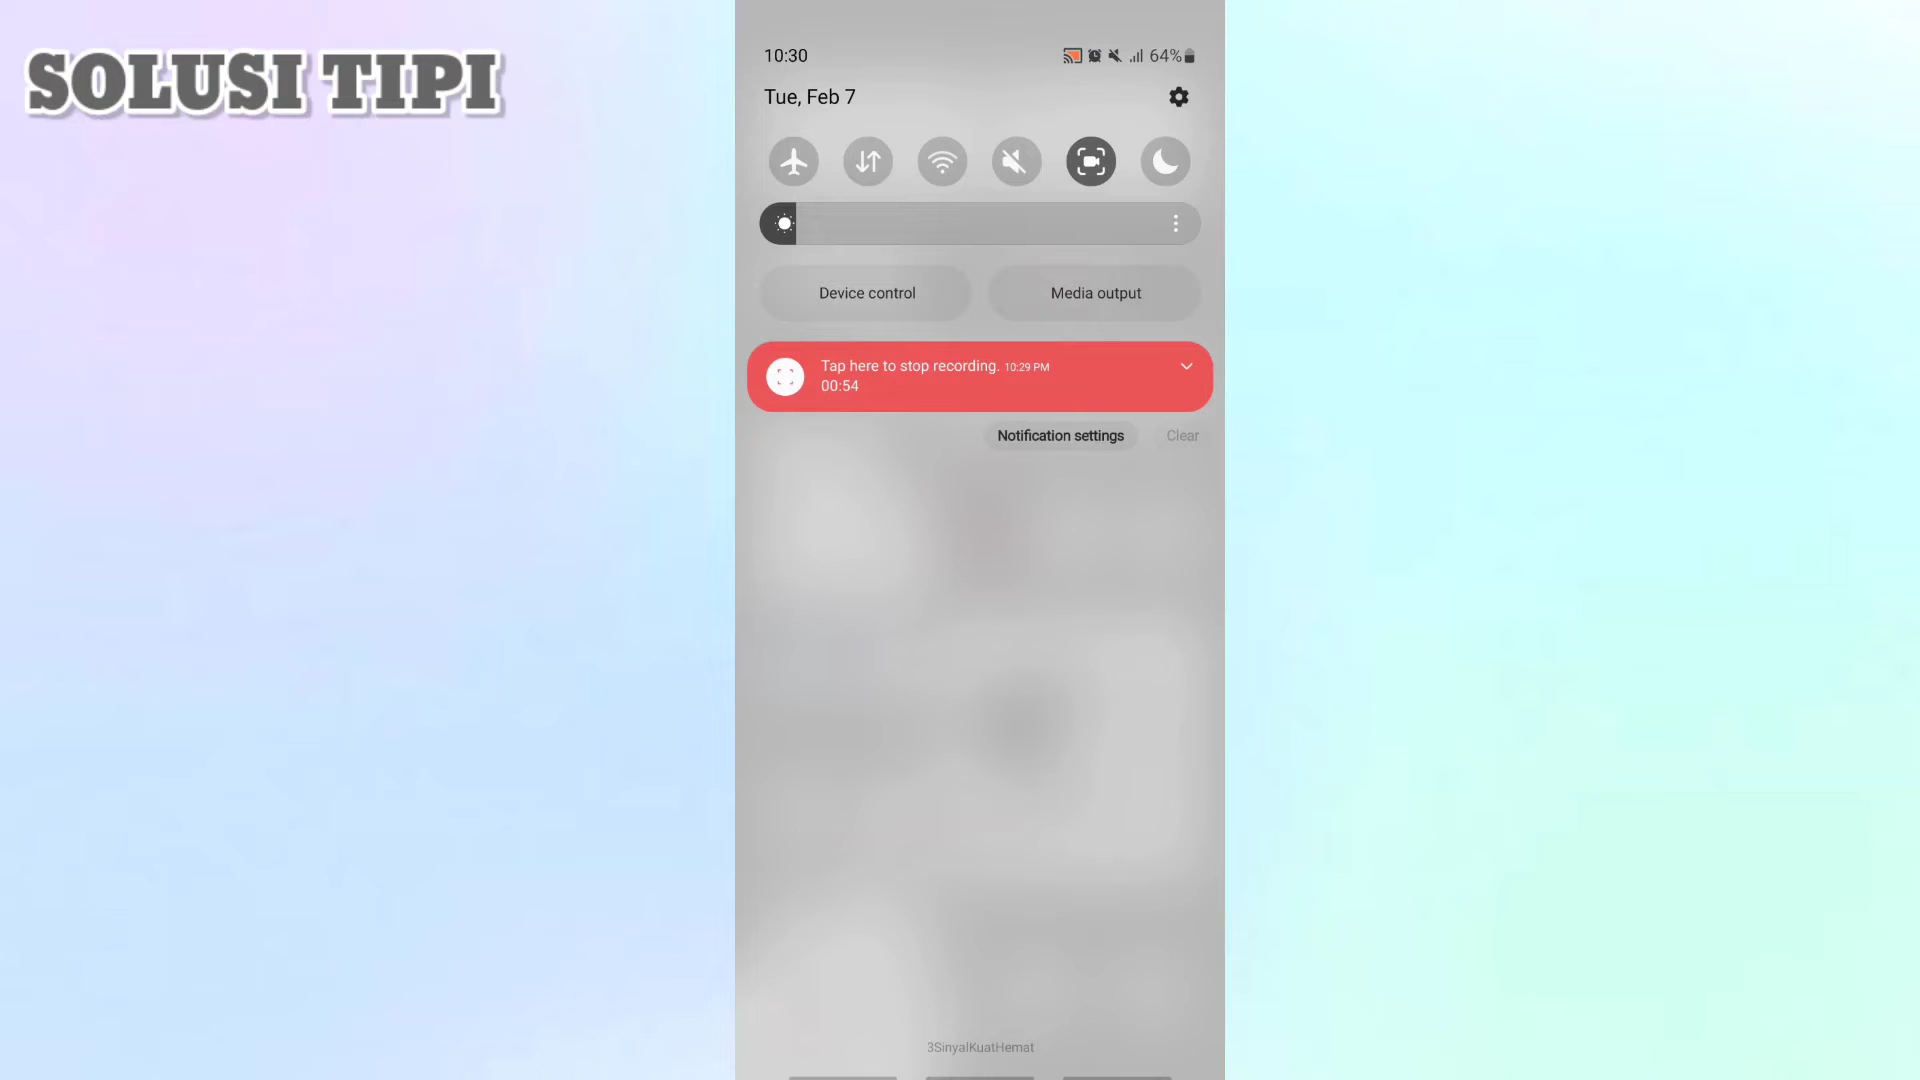 SOLUSI TIPI
10:30
64%
Tue, Feb 7
Device control
Media output
Tap here to stop recording. 10:29 PM
00:54
Notification settings
Clear
3SinyalKuatHemat